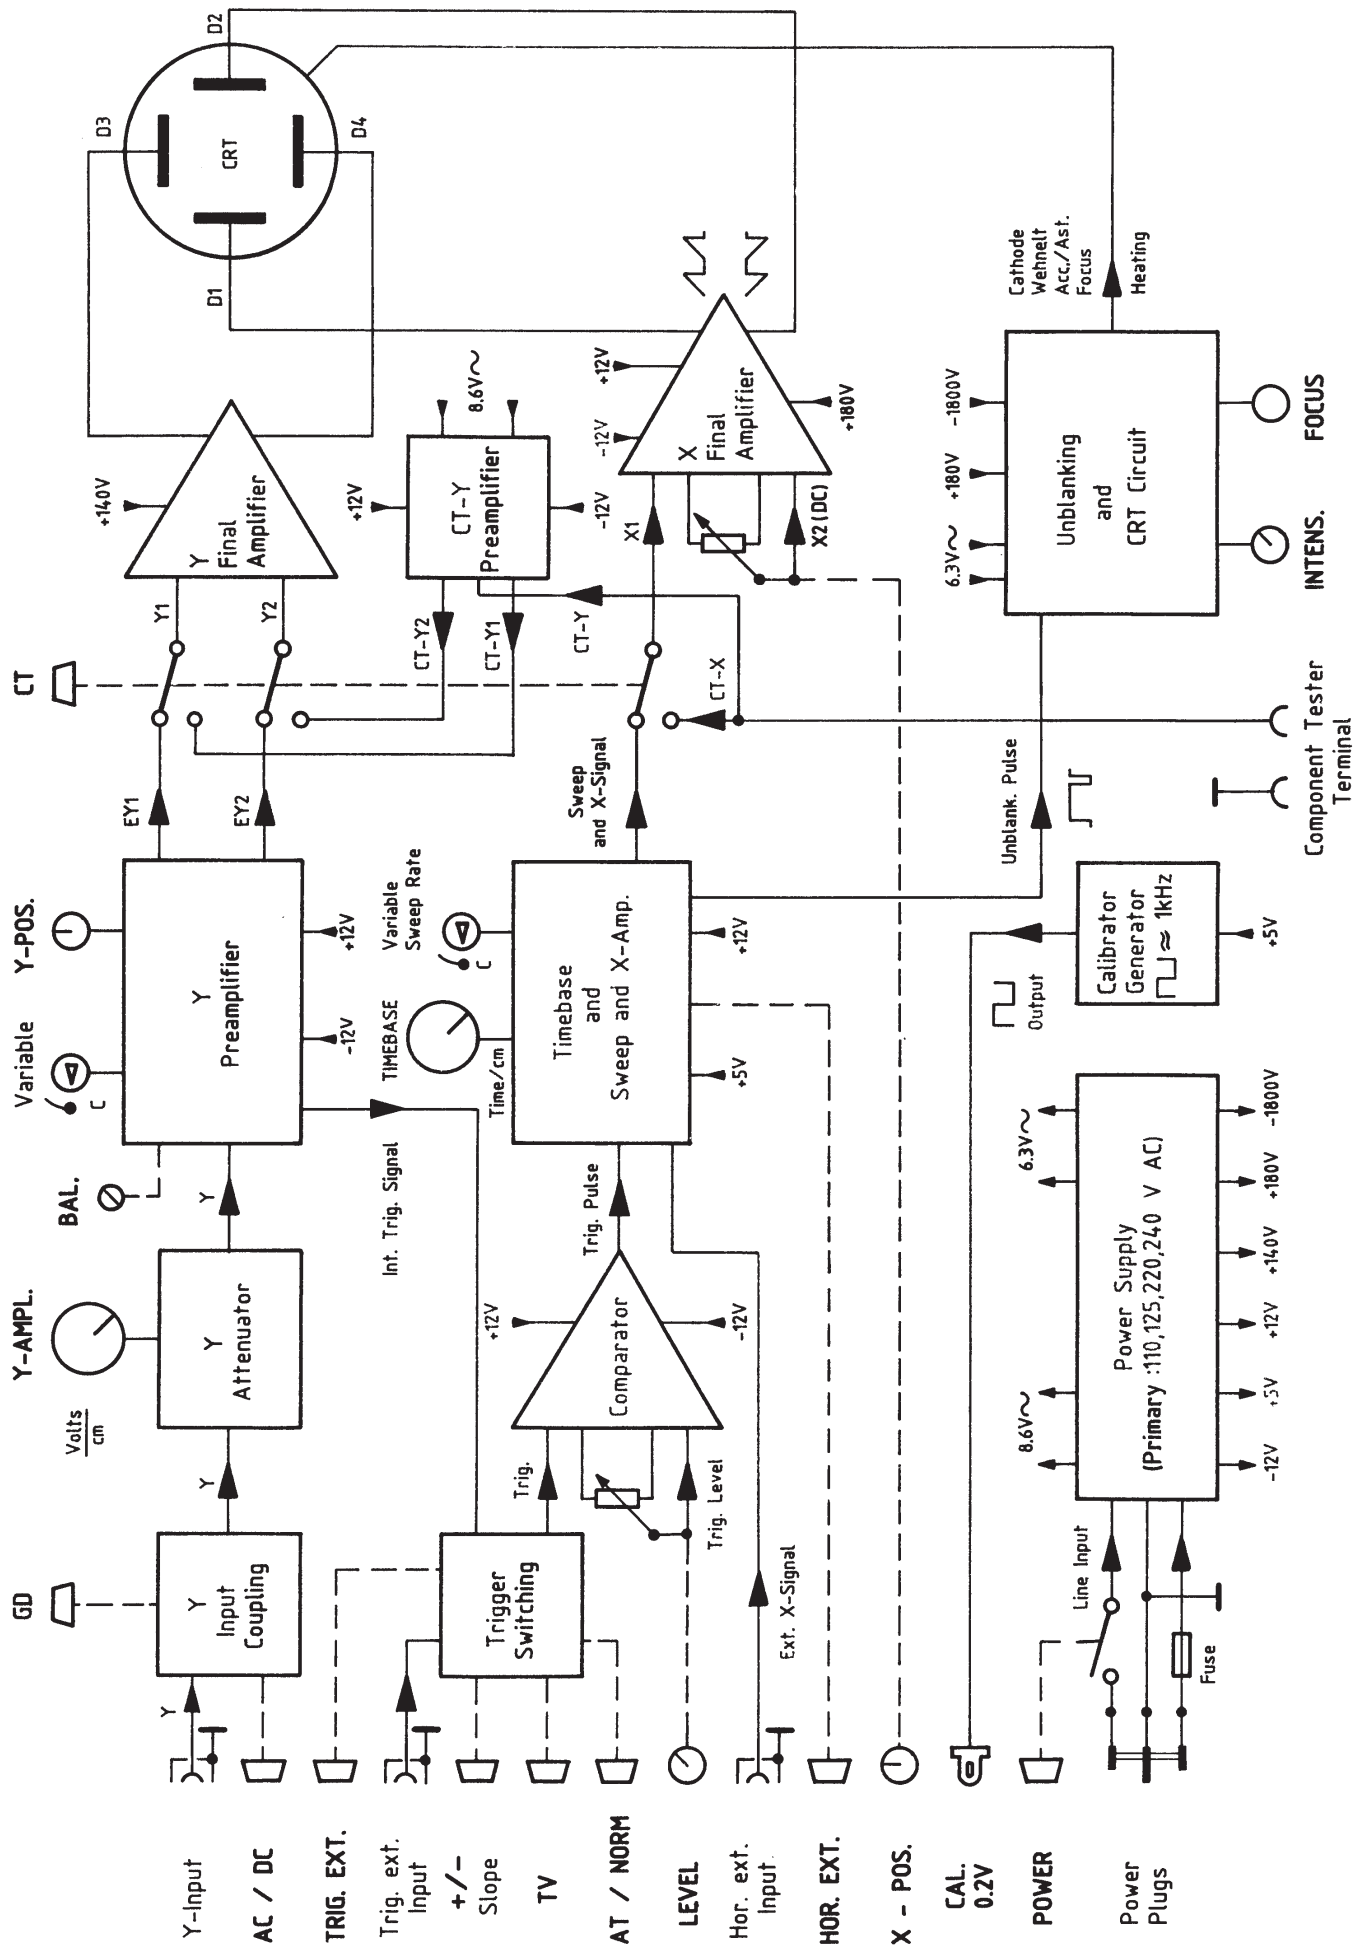 Y-Input
AC / DC
TRIG. EXT.
Trig. ext.
Input
+/−
Slope
TV
AT / NORM
LEVEL
Hor. ext.
Input
HOR. EXT.
X - POS.
CAL.
0.2V
POWER
Power
Plugs
GD
Y
Y
Input
Coupling
Y
Volts
cm
Y-AMPL.
Y
Attenuator
Y
BAL.
Variable
C
Y-POS.
Y
Preamplifier
-12V
+12V
Int. Trig. Signal
EY1
EY2
CT
Y1
Y2
Y
Final
Amplifier
+140V
D3
D2
D1
D4
CRT
CT-Y2
CT-Y1
CT-Y
CT-Y
Preamplifier
+12V
-12V
8.6V~
Trigger
Switching
Trig.
Trig. Level
Comparator
+12V
-12V
Trig. Pulse
Ext. X-Signal
TIMEBASE
Time/cm
Variable
Sweep Rate
C
Timebase
and
Sweep and X-Amp.
+5V
+12V
Sweep
and X-Signal
CT-X
X1
X2(DC)
X
Final
Amplifier
-12V
+12V
+180V
Line Input
Fuse
8.6V~
6.3V~
Power Supply
(Primary :110,125,220,240 V AC)
-12V
+5V
+12V
+140V
+180V
-1800V
Output
Calibrator
Generator
≈ 1kHz
+5V
Unblank. Pulse
Component Tester
Terminal
6.3V~
+180V
-1800V
Unblanking
and
CRT Circuit
INTENS.
FOCUS
Cathode
Wehnelt
Acc./Ast.
Focus
Heating